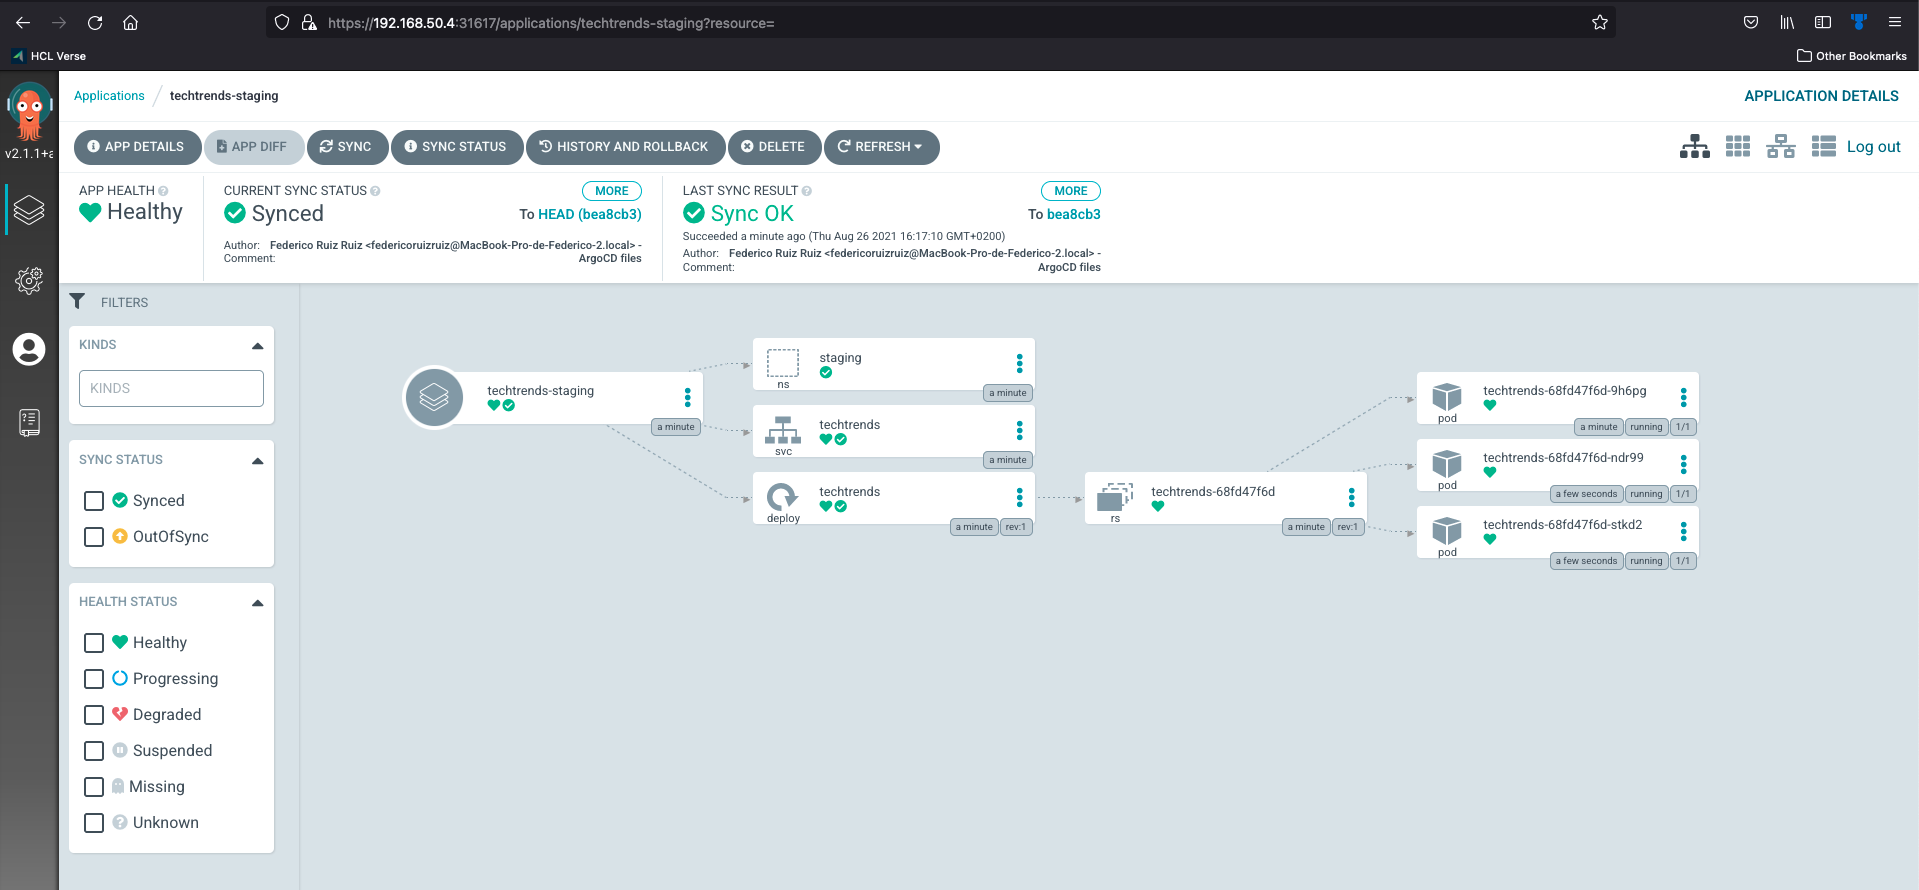 https://192.168.50.4:31617/applications/techtrends-staging?resource=
HCL Verse
Other Bookmarks
v2.1.1+a
Applications / techtrends-staging
APPLICATION DETAILS
APP DETAILS
APP DIFF
SYNC
SYNC STATUS
HISTORY AND ROLLBACK
DELETE
REFRESH
Log out
APP HEALTH
Healthy
CURRENT SYNC STATUS
MORE
Synced
To HEAD (bea8cb3)
Author: Federico Ruiz Ruiz <federicoruizruiz@MacBook-Pro-de-Federico-2.local> -
Comment: ArgoCD files
LAST SYNC RESULT
MORE
Sync OK
To bea8cb3
Succeeded a minute ago (Thu Aug 26 2021 16:17:10 GMT+0200)
Author: Federico Ruiz Ruiz <federicoruizruiz@MacBook-Pro-de-Federico-2.local> -
Comment: ArgoCD files
FILTERS
KINDS
KINDS
SYNC STATUS
Synced
OutOfSync
HEALTH STATUS
Healthy
Progressing
Degraded
Suspended
Missing
Unknown
techtrends-staging
a minute
staging
ns
a minute
techtrends
svc
a minute
techtrends
deploy
a minute rev:1
techtrends-68fd47f6d
rs
a minute rev:1
techtrends-68fd47f6d-9h6pg
pod
a minute running 1/1
techtrends-68fd47f6d-ndr99
pod
a few seconds running 1/1
techtrends-68fd47f6d-stkd2
pod
a few seconds running 1/1